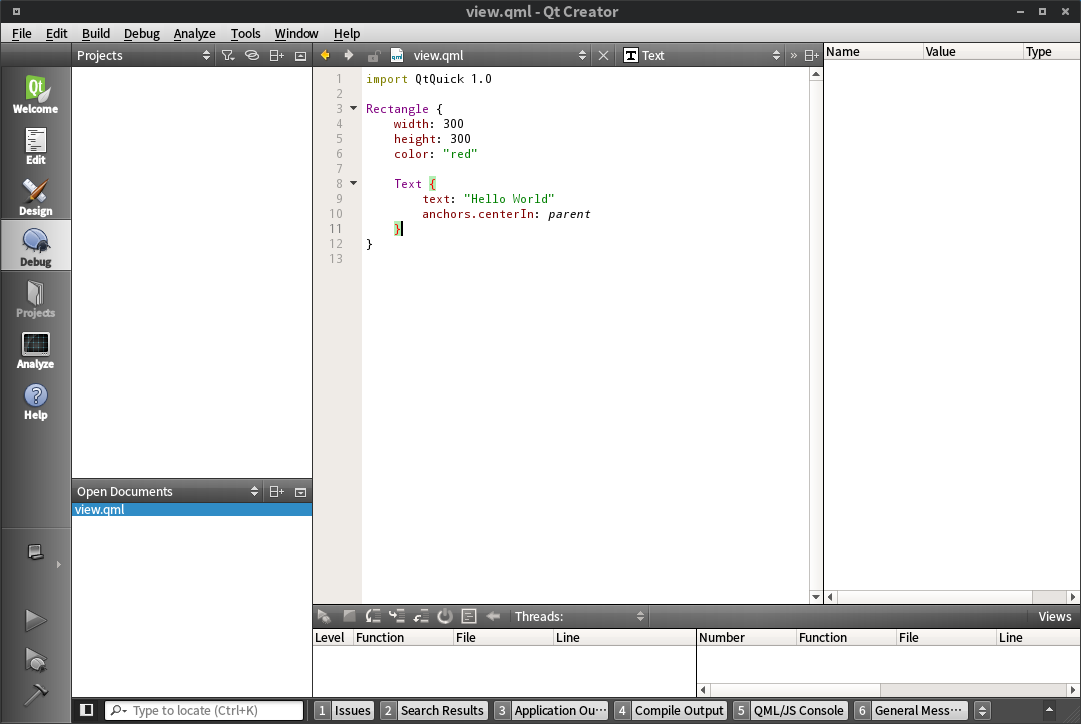 view.qml - Qt Creator
File Edit Build Debug Analyze Tools Window Help
Projects
view.qml
Text
»
Name Value Type
Qt
Welcome
Edit
Design
Debug
Projects
Analyze
?
Help
1 import QtQuick 1.0
2
3 Rectangle {
4 width: 300
5 height: 300
6 color: "red"
7
8 Text {
9 text: "Hello World"
10 anchors.centerIn: parent
11 }
12 }
13
Open Documents
view.qml
Threads:
Views
Level Function File Line
Number Function File Line
Type to locate (Ctrl+K)
1 Issues
2 Search Results
3 Application Ou···
4 Compile Output
5 QML/JS Console
6 General Mess···